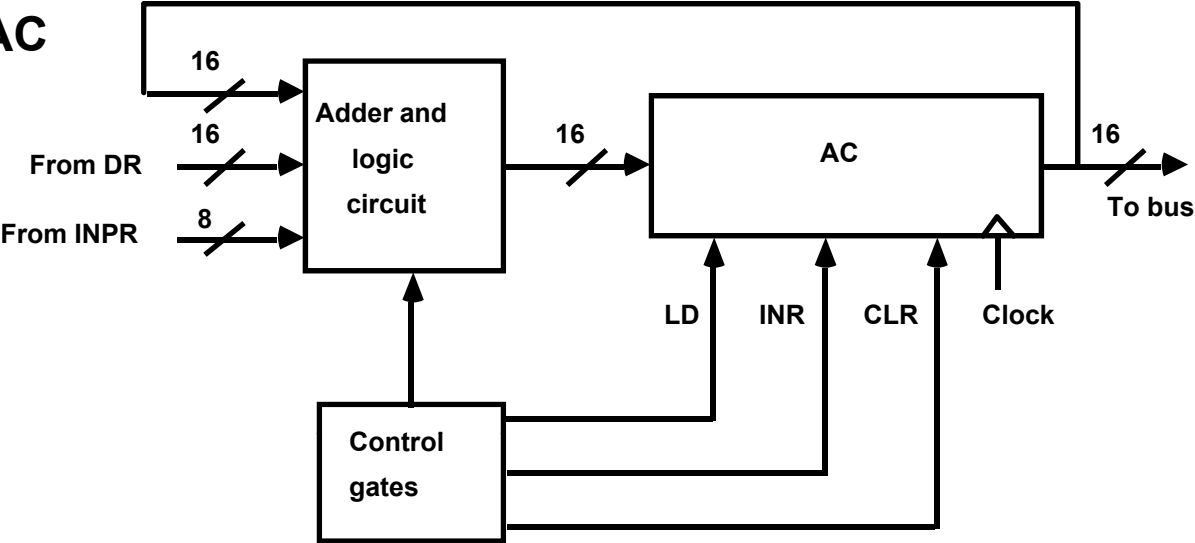 AC
16
Adder and
logic
circuit
16
From DR
8
From INPR
16
AC
16
To bus
LD
INR
CLR
Clock
Control
gates